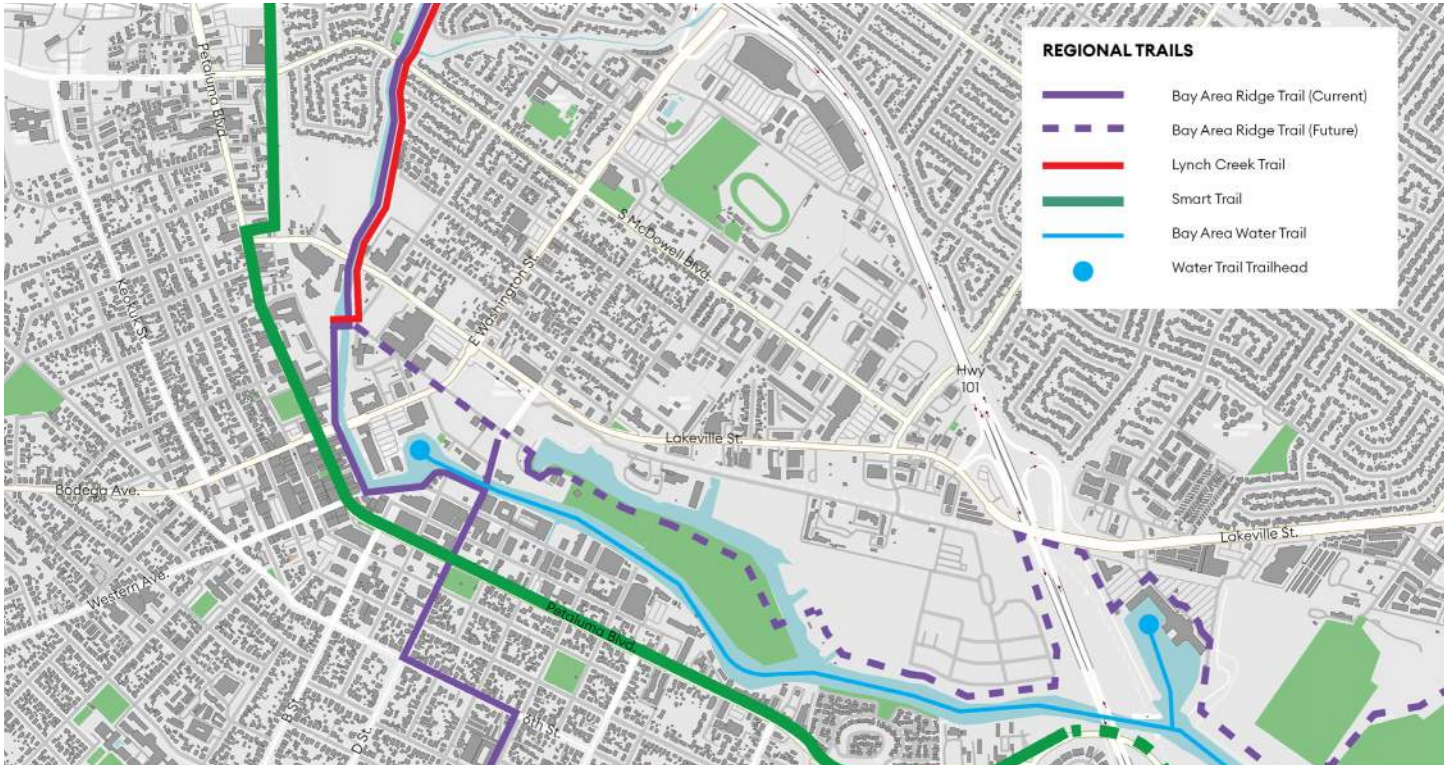 REGIONAL TRAILS
Bay Area Ridge Trail (Current)
Bay Area Ridge Trail (Future)
Lynch Creek Trail
Smart Trail
Bay Area Water Trail
Water Trail Trailhead
Petaluma Blvd.
Keokuk St.
E Washington St.
S McDowell Blvd.
Hwy
101
Lakeville St.
Bodega Ave.
Western Ave.
Petaluma Blvd.
Lakeville St.
B St.
D St.
6th St.